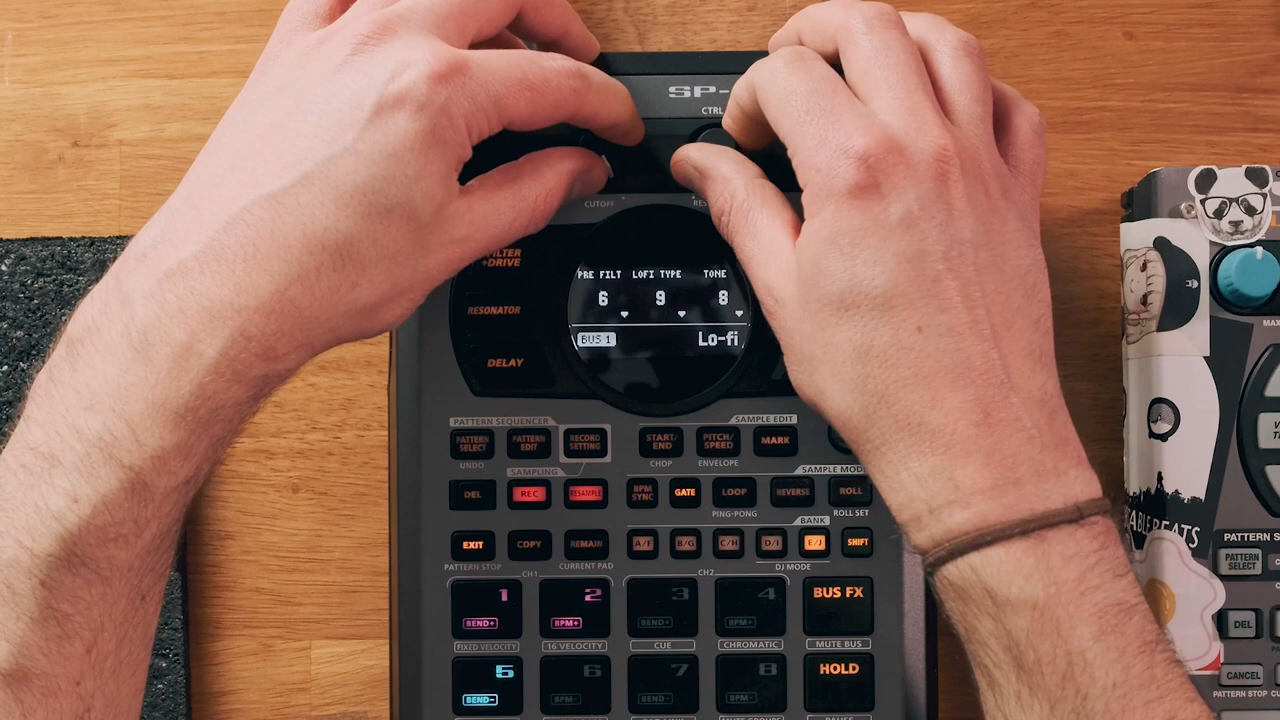 SP-
CTRL
CUTOFF
FILTER
+DRIVE
RESONATOR
DELAY
PRE FILT LOFI TYPE TONE
6 9 8
BUS 1 Lo-fi
PATTERN SEQUENCER
PATTERN SELECT
PATTERN EDIT
RECORD SETTING
UNDO
SAMPLE EDIT
START/END
PITCH/SPEED
MARK
CHOP
ENVELOPE
SAMPLING
DEL
REC
RESAMPLE
SAMPLE MODE
BPM SYNC
GATE
LOOP
REVERSE
ROLL
PING-PONG
ROLL SET
BANK
EXIT
COPY
REMAIN
A/F
B/G
C/H
D/I
E/J
SHIFT
PATTERN STOP
CURRENT PAD
DJ MODE
CH1
CH2
1
BEND+
2
BPM+
3
BEND+
4
BPM+
BUS FX
FIXED VELOCITY
16 VELOCITY
CUE
CHROMATIC
MUTE BUS
5
BEND-
6
BPM-
7
BEND-
8
BPM-
HOLD
PATTERN S
PATTERN SELECT
DEL
CANCEL
PATTERN STOP